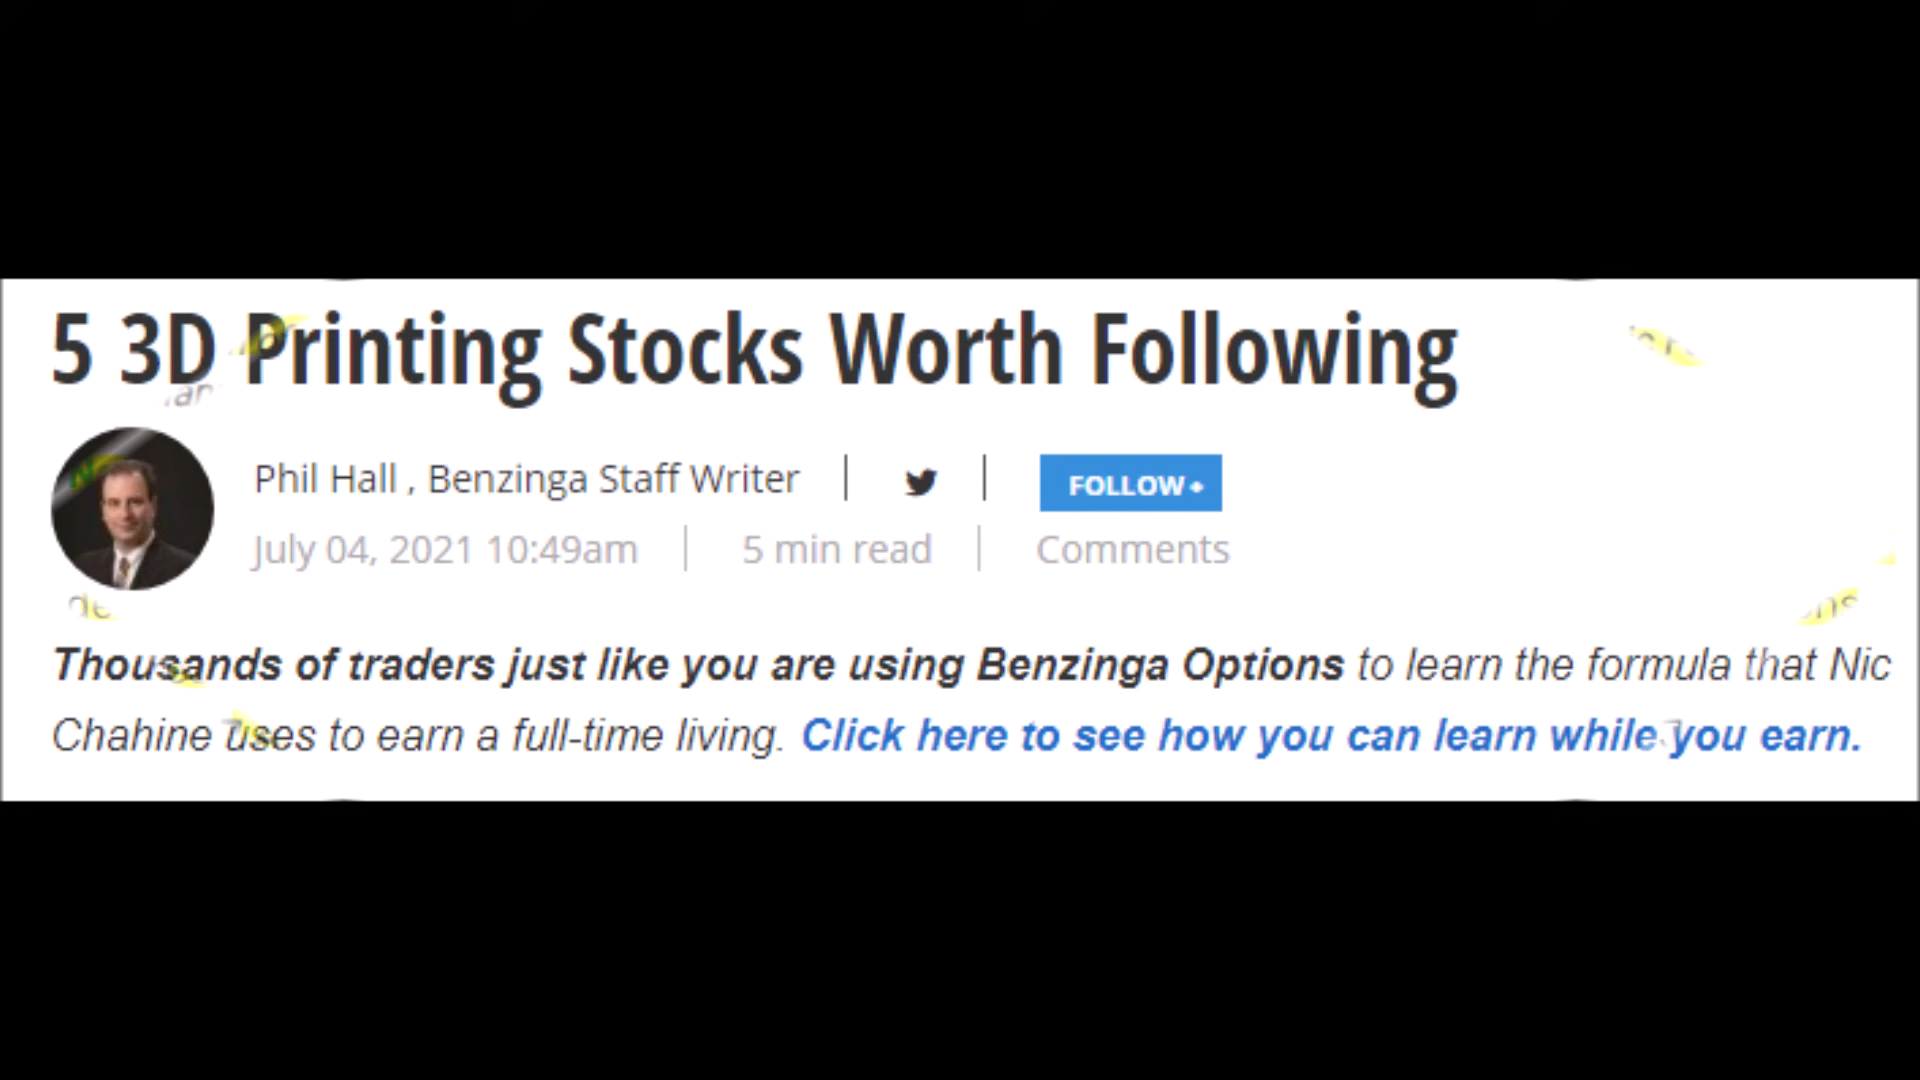 5 3D Printing Stocks Worth Following
Phil Hall , Benzinga Staff Writer
FOLLOW+
July 04, 2021 10:49am
5 min read
Comments
Thousands of traders just like you are using Benzinga Options to learn the formula that Nic
Chahine uses to earn a full-time living. Click here to see how you can learn while you earn.